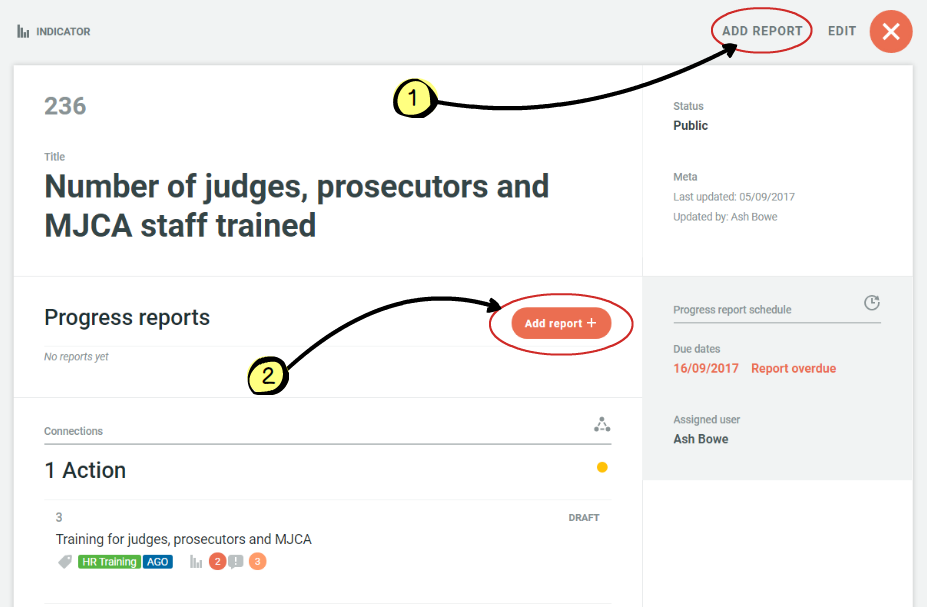 INDICATOR
ADD REPORT
EDIT
1
236
Title
Number of judges, prosecutors and
MJCA staff trained
Status
Public
Meta
Last updated: 05/09/2017
Updated by: Ash Bowe
Progress reports
Add report +
No reports yet
2
Progress report schedule
Due dates
16/09/2017 Report overdue
Assigned user
Ash Bowe
Connections
1 Action
3
DRAFT
Training for judges, prosecutors and MJCA
HR Training AGO 2 3